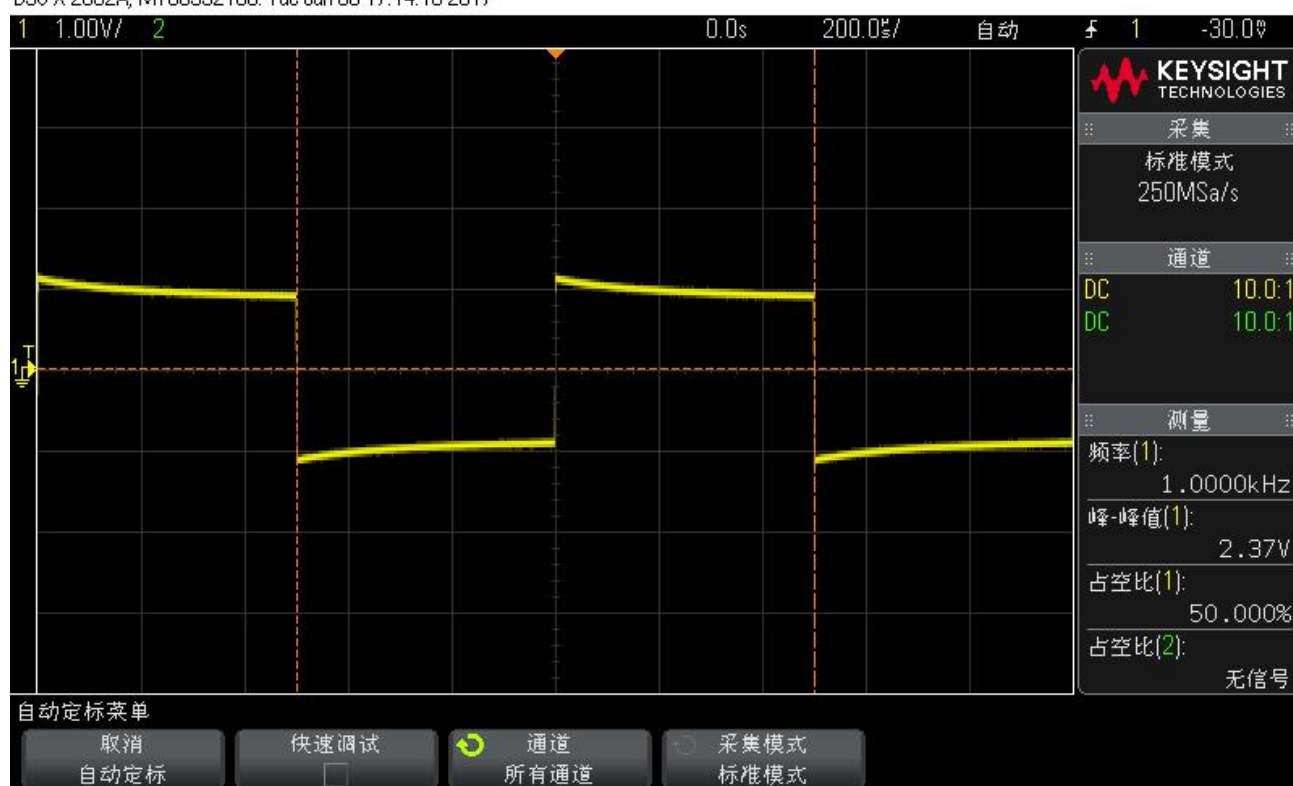 1 1.00V/ 2 0.0s 200.0µs/ 自动 1 -30.0V
KEYSIGHT
TECHNOLOGIES
采集
标准模式
250MSa/s
通道
DC 10.0:1
DC 10.0:1
T
1
测量
频率(1):
1.0000kHz
峰-峰值(1):
2.37V
占空比(1):
50.000%
占空比(2):
无信号
自动定标菜单
取消
自动定标
快速调试
通道
所有通道
采集模式
标准模式